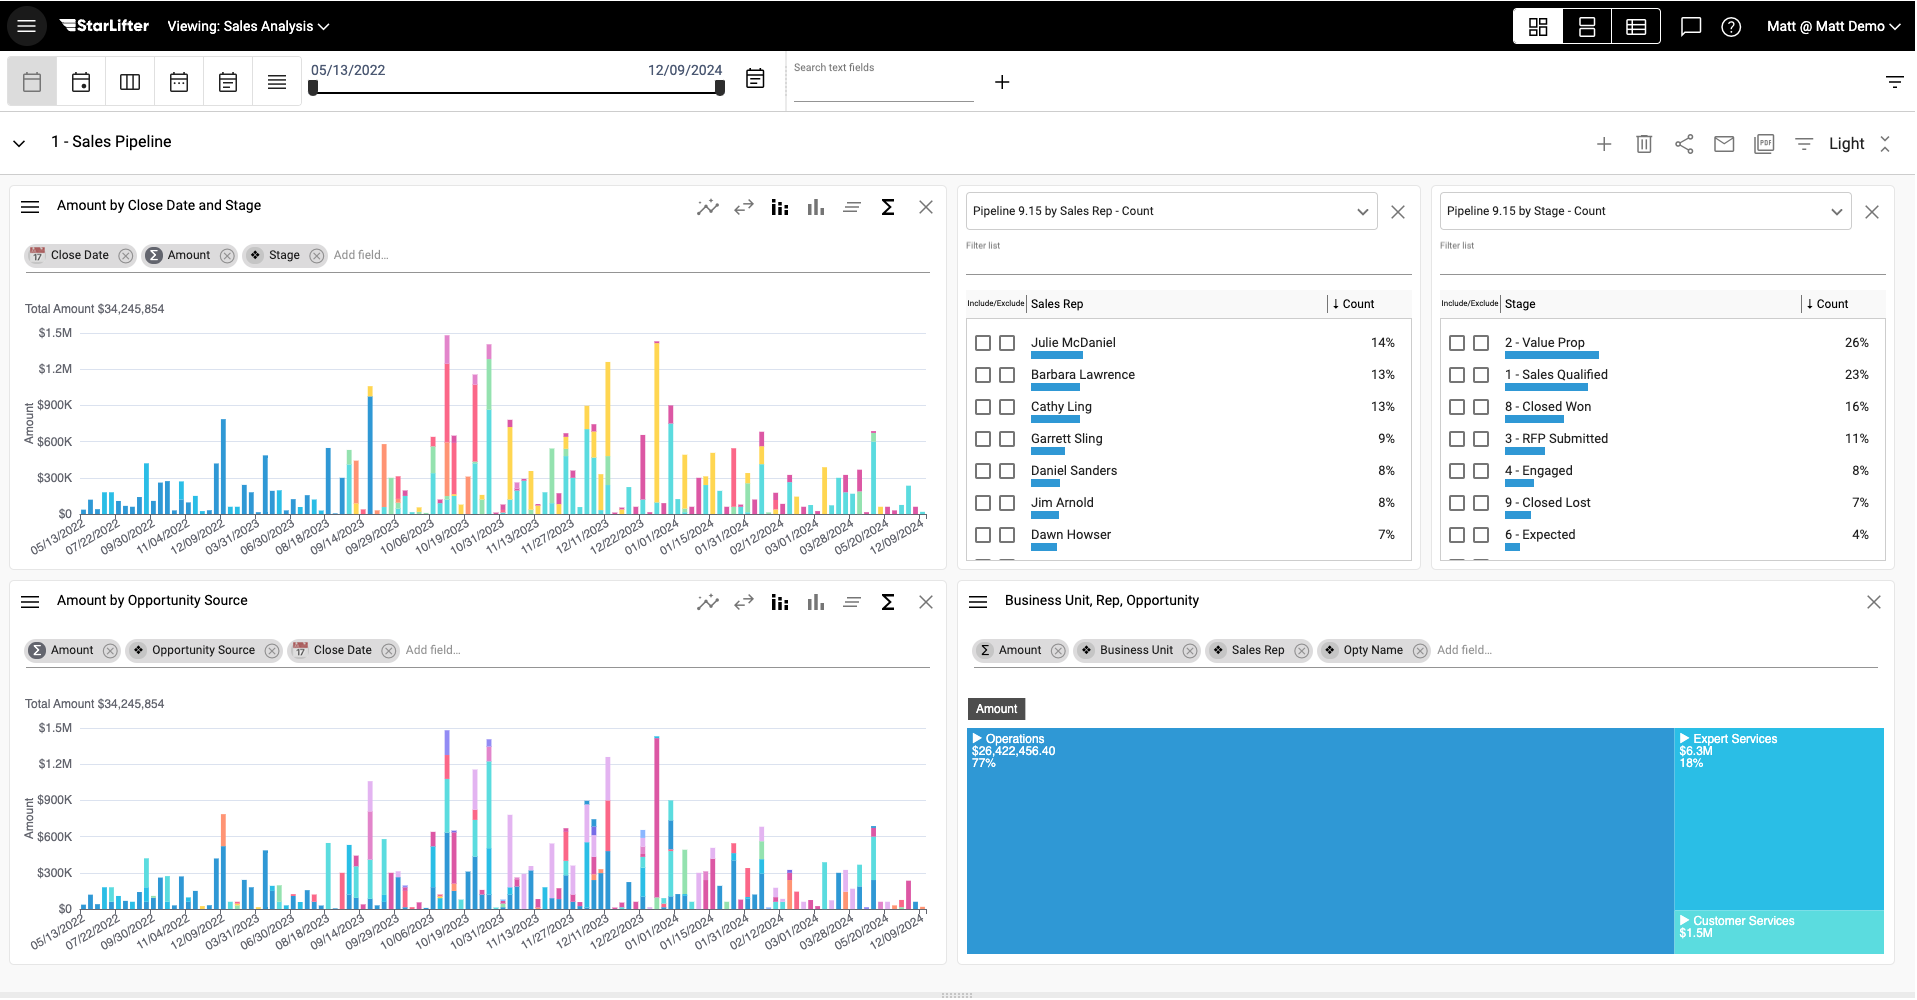 StarLifter
Viewing: Sales Analysis
Matt @ Matt Demo
05/13/2022
12/09/2024
Search text fields
1 - Sales Pipeline
PDF
Light
Amount by Close Date and Stage
17 Close Date
Σ Amount
Stage
Add field...
Total Amount $34,245,854
Amount
$1.5M
$1.2M
$900K
$600K
$300K
$0
05/13/2022
07/22/2022
09/30/2022
11/04/2022
12/09/2022
03/31/2023
06/30/2023
08/18/2023
09/14/2023
09/29/2023
10/06/2023
10/19/2023
10/31/2023
11/13/2023
11/27/2023
12/11/2023
12/22/2023
01/01/2024
01/15/2024
01/31/2024
02/12/2024
03/01/2024
03/28/2024
05/20/2024
12/09/2024
Pipeline 9.15 by Sales Rep - Count
Filter list
Include/Exclude Sales Rep ↓ Count
Julie McDaniel 14%
Barbara Lawrence 13%
Cathy Ling 13%
Garrett Sling 9%
Daniel Sanders 8%
Jim Arnold 8%
Dawn Howser 7%
Pipeline 9.15 by Stage - Count
Filter list
Include/Exclude Stage ↓ Count
2 - Value Prop 26%
1 - Sales Qualified 23%
8 - Closed Won 16%
3 - RFP Submitted 11%
4 - Engaged 8%
9 - Closed Lost 7%
6 - Expected 4%
Amount by Opportunity Source
Σ Amount
Opportunity Source
17 Close Date
Add field...
Total Amount $34,245,854
Amount
$1.5M
$1.2M
$900K
$600K
$300K
$0
05/13/2022
07/22/2022
09/30/2022
11/04/2022
12/09/2022
03/31/2023
06/30/2023
08/18/2023
09/14/2023
09/29/2023
10/06/2023
10/19/2023
10/31/2023
11/13/2023
11/27/2023
12/11/2023
12/22/2023
01/01/2024
01/15/2024
01/31/2024
02/12/2024
03/01/2024
03/28/2024
05/20/2024
12/09/2024
Business Unit, Rep, Opportunity
Σ Amount
Business Unit
Sales Rep
Opty Name
Add field...
Amount
Operations
$26,422,456.40
77%
Expert Services
$6.3M
18%
Customer Services
$1.5M